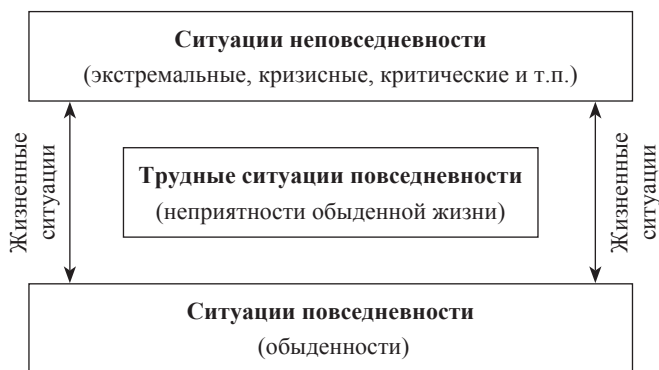 Ситуации неповседневности
(экстремальные, кризисные, критические и т.п.)
Жизненные
ситуации
Трудные ситуации повседневности
(неприятности обыденной жизни)
Жизненные
ситуации
Ситуации повседневности
(обыденности)